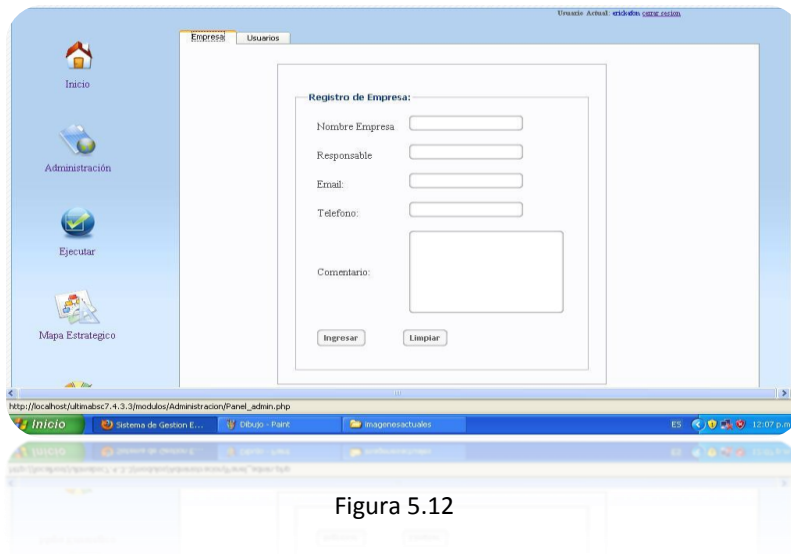 Usuario Actual: erickafon cerrar sesion
Empresa Usuarios
Inicio
Administración
Ejecutar
Mapa Estrategico
Registro de Empresa:
Nombre Empresa
Responsable
Email:
Telefono:
Comentario:
Ingresar Limpiar
http://localhost/ultimabsc7.4.3.3/modulos/Administracion/Panel_admin.php
Inicio Sistema de Gestion E... Dibujo - Paint imagenesactuales ES 12:07 p.m
Figura 5.12